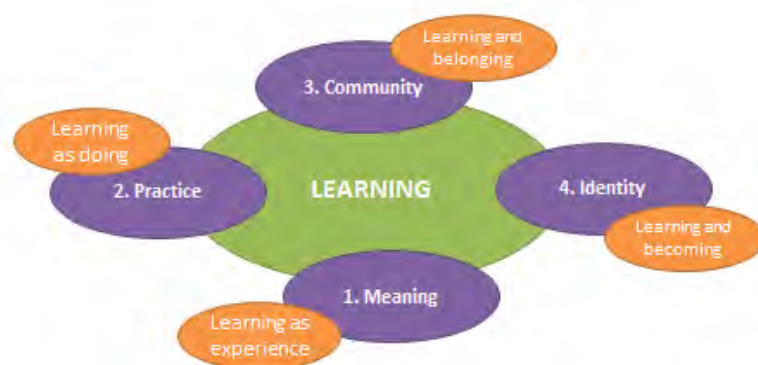 Learning and
belonging
3. Community
Learning
as doing
2. Practice
LEARNING
4. Identity
Learning and
becoming
1. Meaning
Learning as
experience